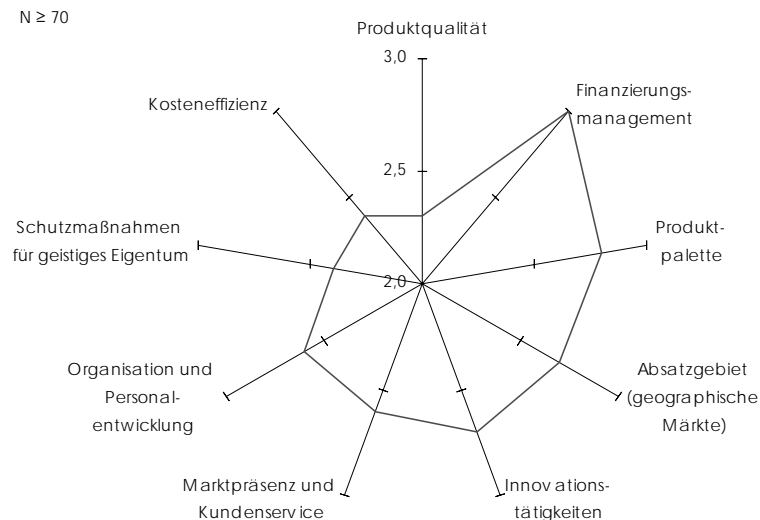 N ≥ 70
Produktqualität
3,0
Finanzierungs-
management
Kosteneffizienz
2,5
Schutzmaßnahmen
für geistiges Eigentum
Produkt-
palette
2,0
Organisation und
Personal-
entwicklung
Absatzgebiet
(geographische
Märkte)
Marktpräsenz und
Kundenservice
Innovations-
tätigkeiten